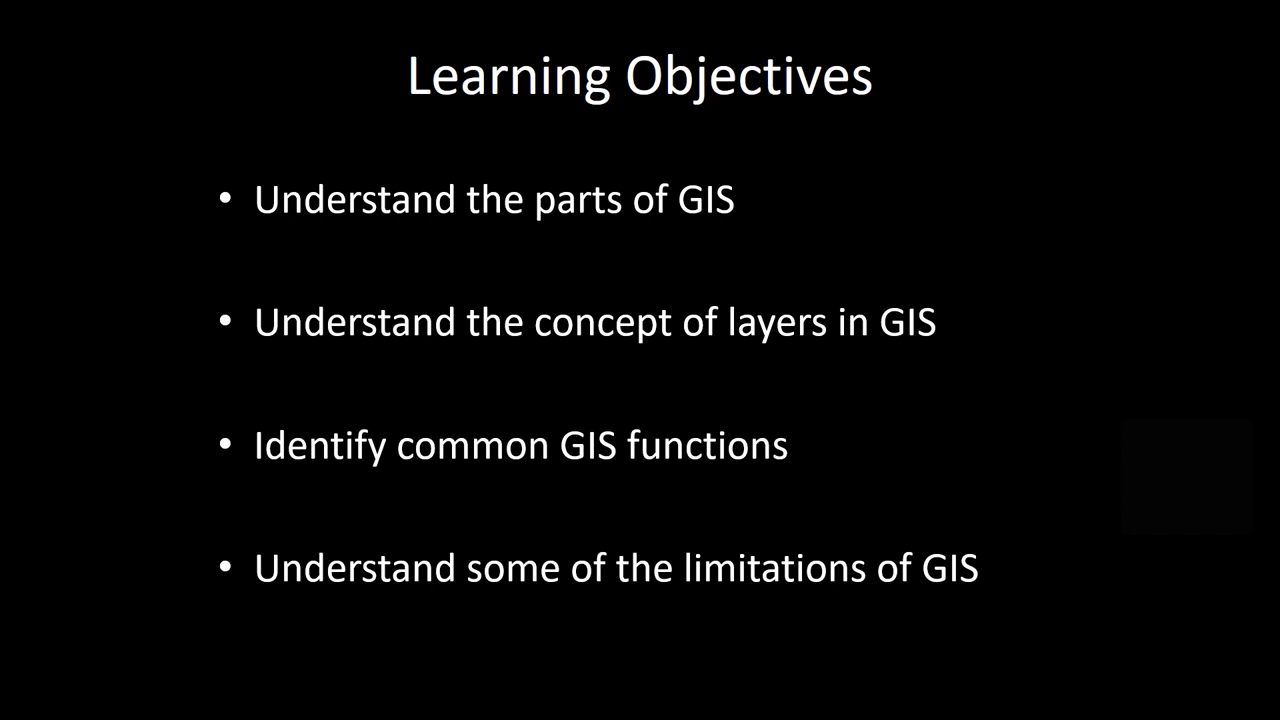 Learning Objectives
• Understand the parts of GIS
• Understand the concept of layers in GIS
• Identify common GIS functions
• Understand some of the limitations of GIS